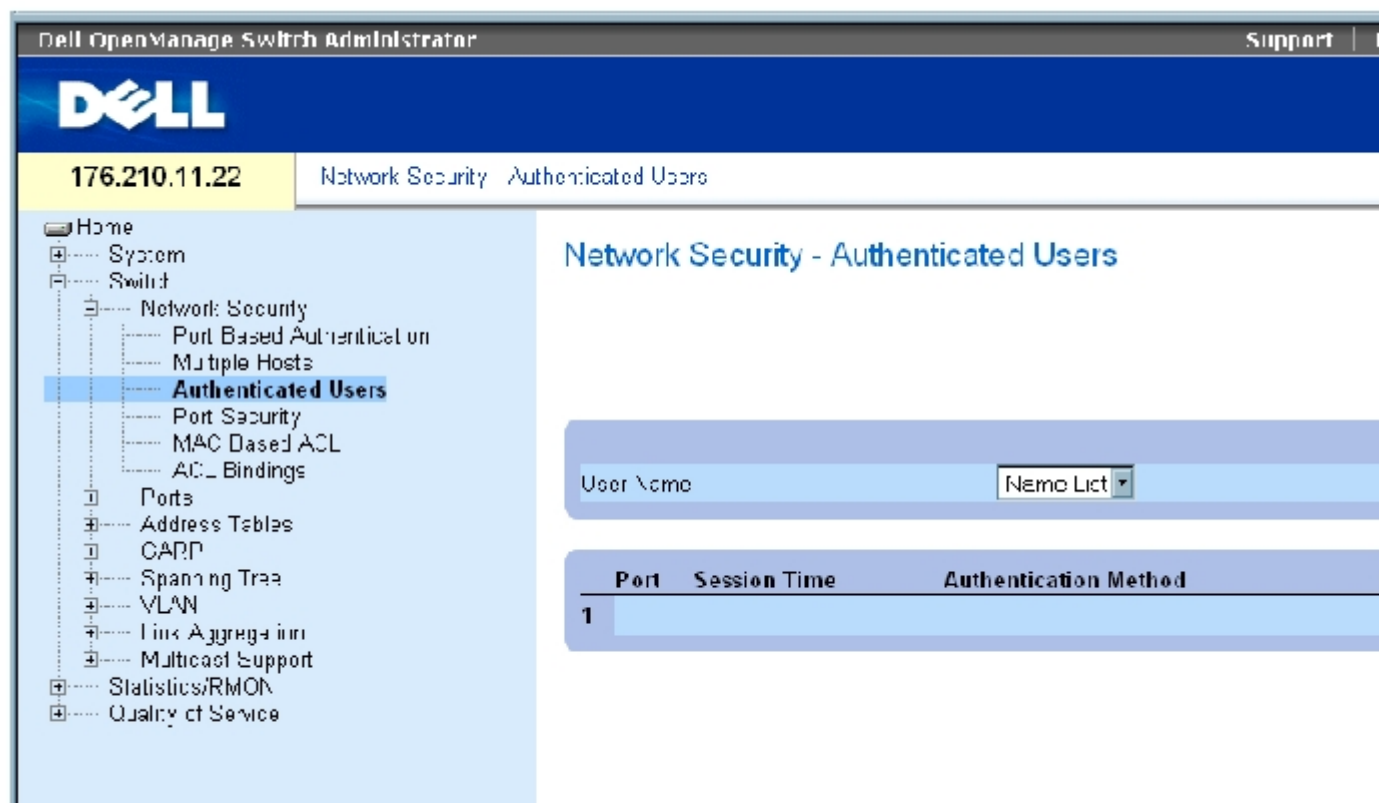 Dell OpenManage Switch Administrator
Support |
DELL
176.210.11.22
Network Security - Authenticated Users
Home
System
Switch
Network Security
Port Based Authentication
Multiple Hosts
Authenticated Users
Port Security
MAC Based ACL
ACL Bindings
Ports
Address Tables
GARP
Spanning Tree
VLAN
Link Aggregation
Multicast Support
Statistics/RMON
Quality of Service
Network Security - Authenticated Users
User Name
Name List
Port Session Time Authentication Method
1